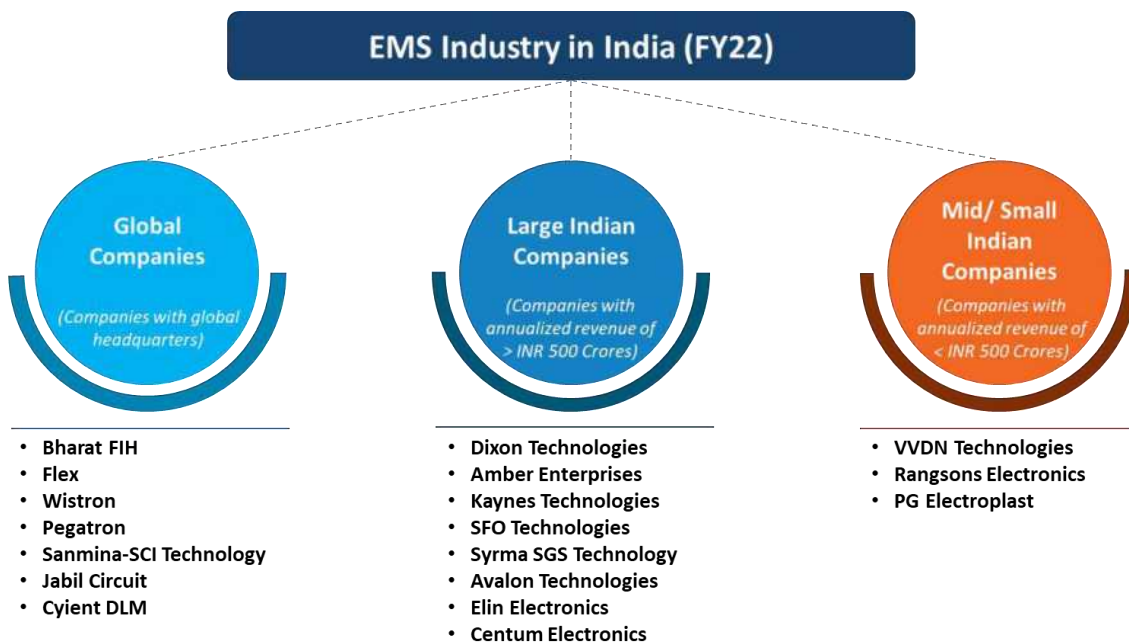 EMS Industry in India (FY22)
Global
Companies
(Companies with global
headquarters)
Large Indian
Companies
(Companies with
annualized revenue of
> INR 500 Crores)
Mid/ Small
Indian
Companies
(Companies with
annualized revenue of
< INR 500 Crores)
• Bharat FIH
• Flex
• Wistron
• Pegatron
• Sanmina-SCI Technology
• Jabil Circuit
• Cyient DLM
• Dixon Technologies
• Amber Enterprises
• Kaynes Technologies
• SFO Technologies
• Syrma SGS Technology
• Avalon Technologies
• Elin Electronics
• Centum Electronics
• VVDN Technologies
• Rangsons Electronics
• PG Electroplast